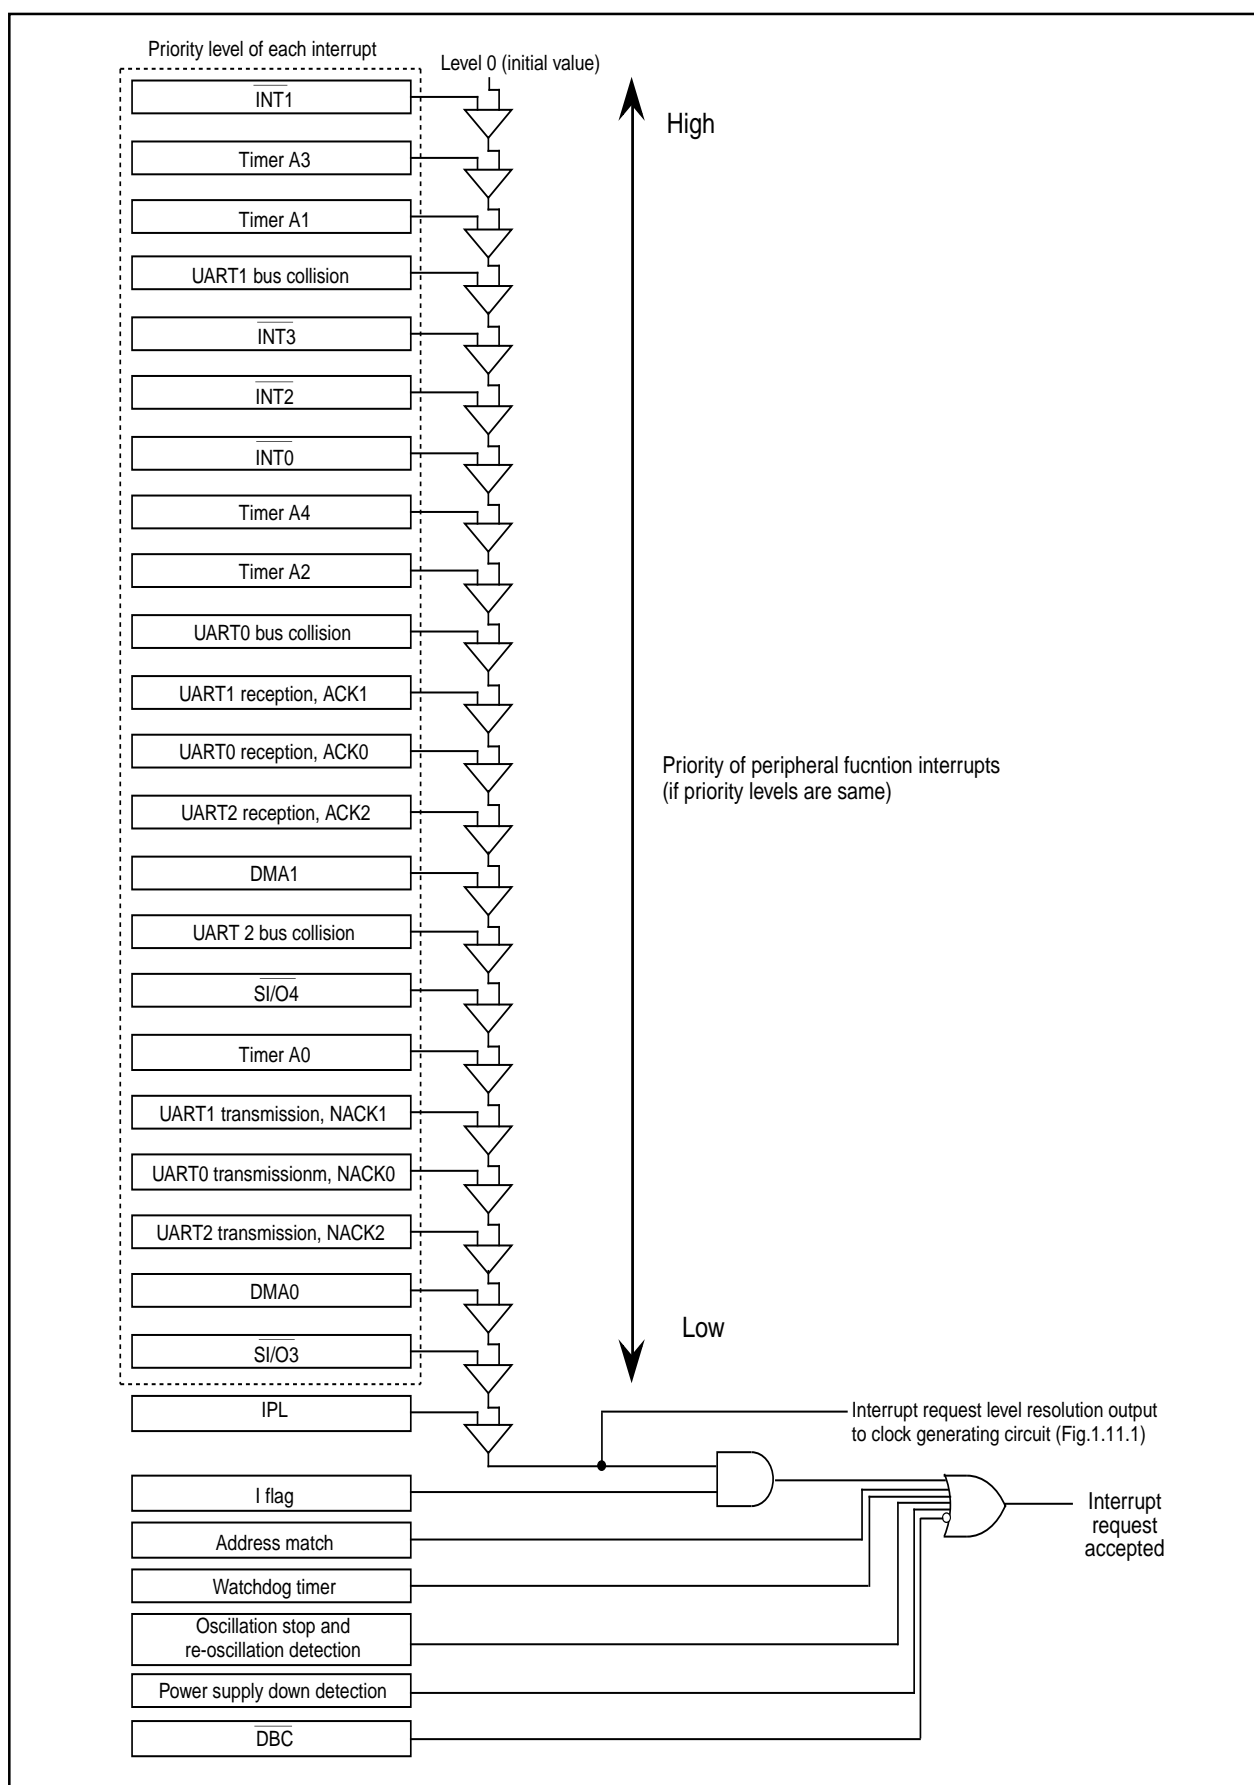 Priority level of each interrupt
Level 0 (initial value)
INT1
High
Timer A3
Timer A1
UART1 bus collision
INT3
INT2
INT0
Timer A4
Timer A2
UART0 bus collision
UART1 reception, ACK1
UART0 reception, ACK0
Priority of peripheral fucntion interrupts
(if priority levels are same)
UART2 reception, ACK2
DMA1
UART 2 bus collision
SI/O4
Timer A0
UART1 transmission, NACK1
UART0 transmissionm, NACK0
UART2 transmission, NACK2
DMA0
Low
SI/O3
IPL
Interrupt request level resolution output
to clock generating circuit (Fig.1.11.1)
I flag
Interrupt
request
accepted
Address match
Watchdog timer
Oscillation stop and
re-oscillation detection
Power supply down detection
DBC